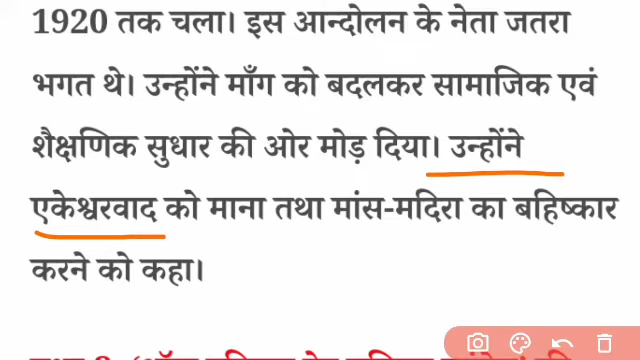 1920 तक चला। इस आन्दोलन के नेता जतरा
भगत थे। उन्होंने माँग को बदलकर सामाजिक एवं
शैक्षणिक सुधार की ओर मोड़ दिया। उन्होंने
एकेश्वरवाद को माना तथा मांस-मदिरा का बहिष्कार
करने को कहा।